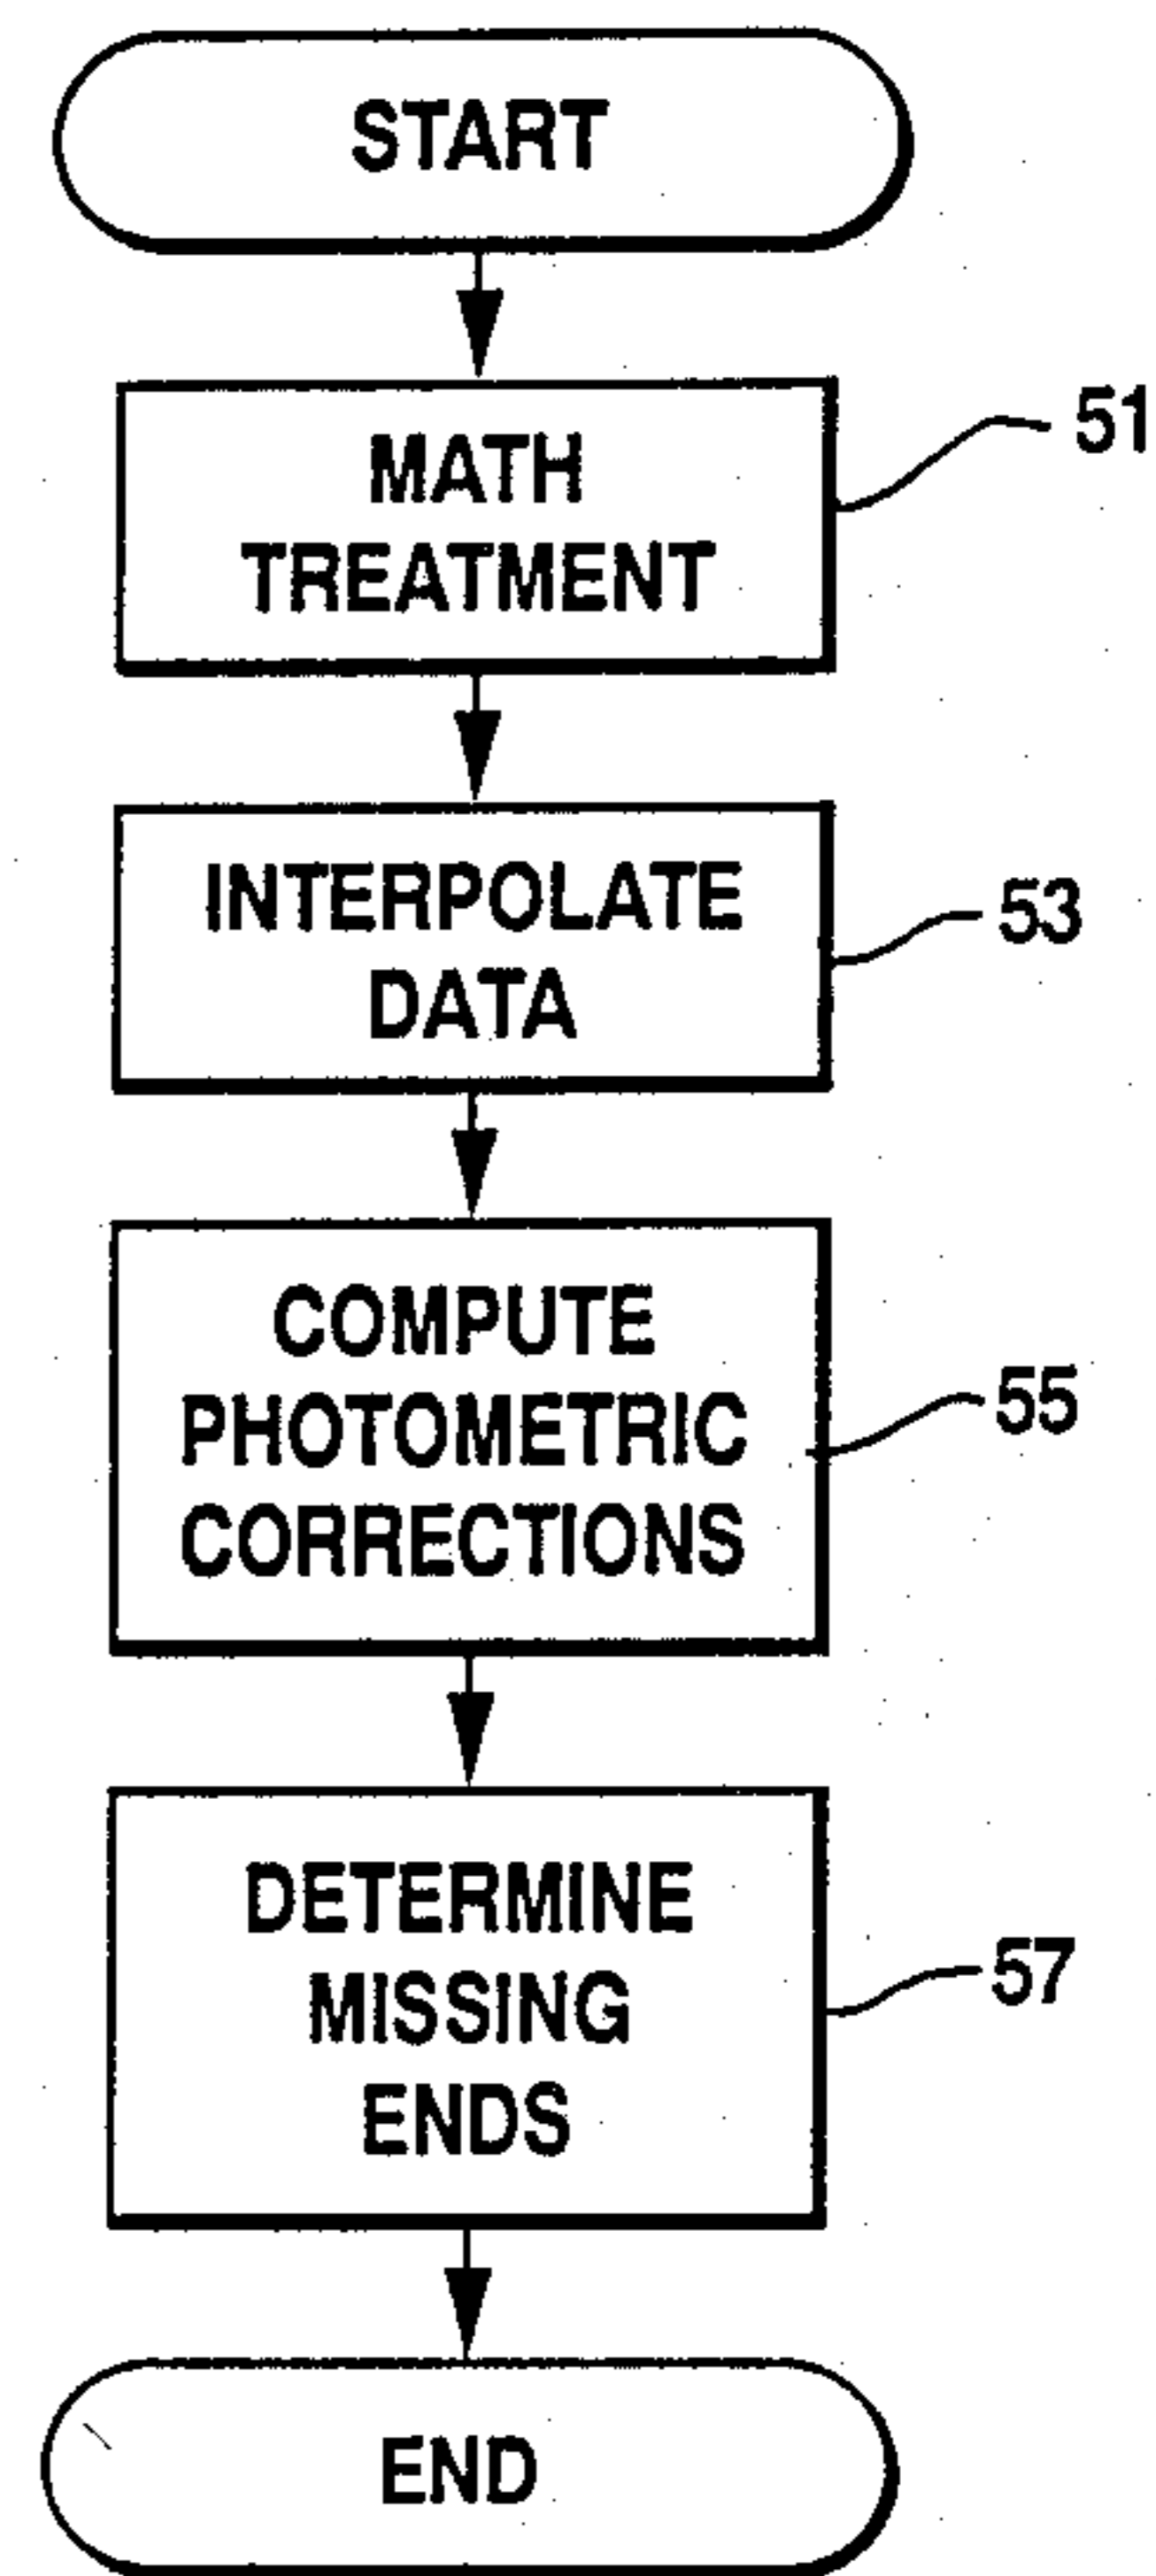 START
MATH
TREATMENT
51
INTERPOLATE
DATA
53
COMPUTE
PHOTOMETRIC
CORRECTIONS
55
DETERMINE
MISSING
ENDS
57
END